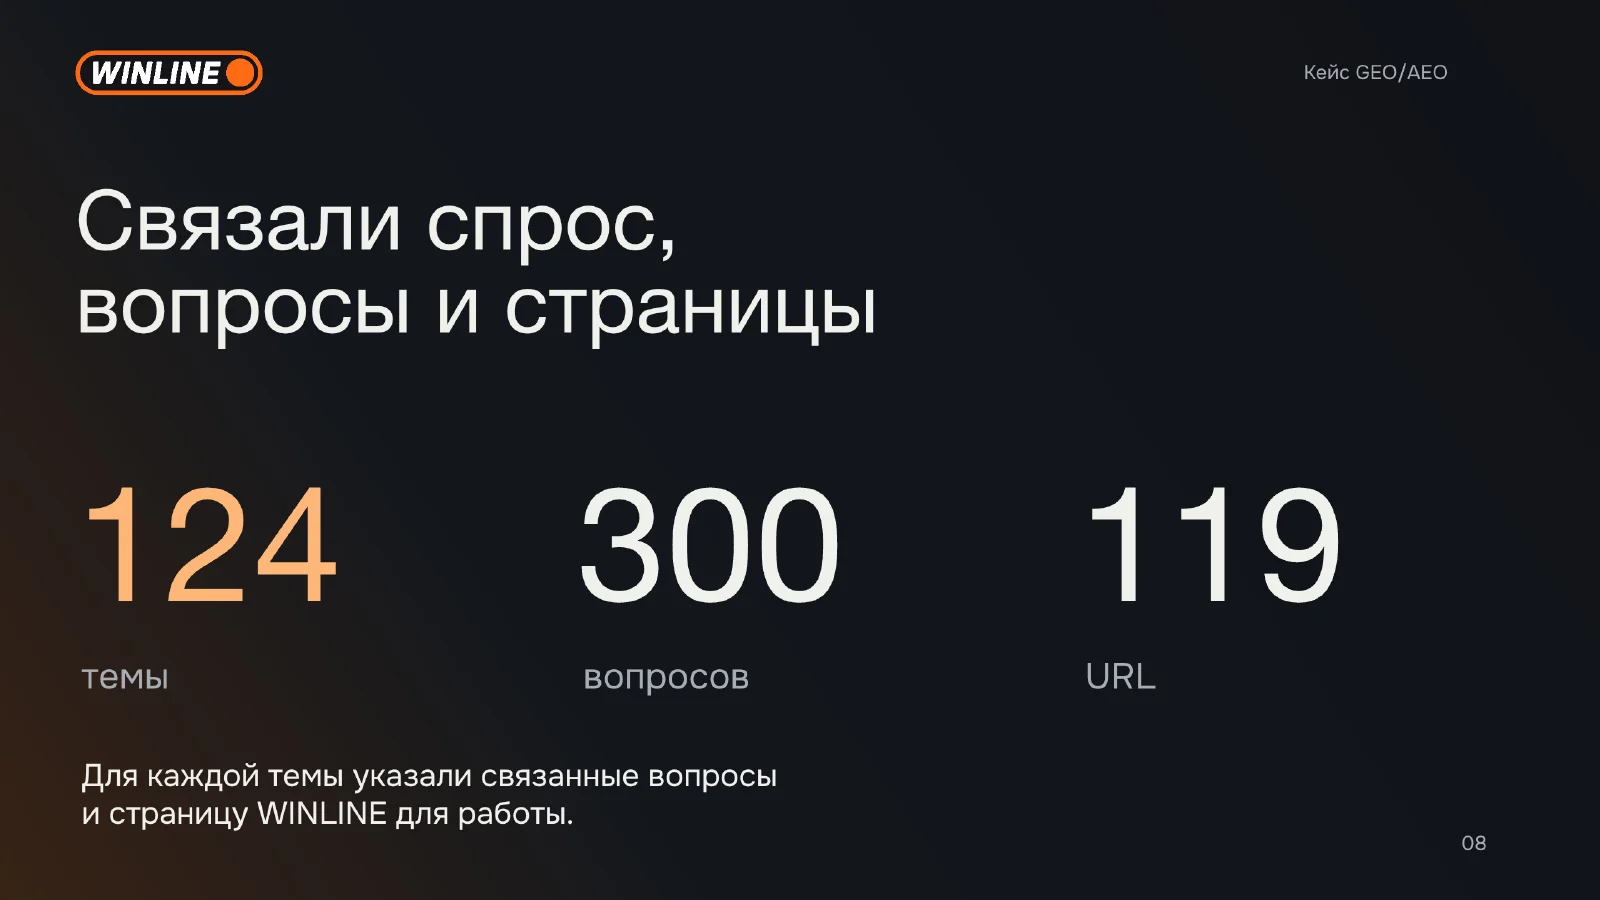 WINLINE
Кейс GEO/AEO
Связали спрос,
вопросы и страницы
124
300
119
темы
вопросов
URL
Для каждой темы указали связанные вопросы
и страницу WINLINE для работы.
08